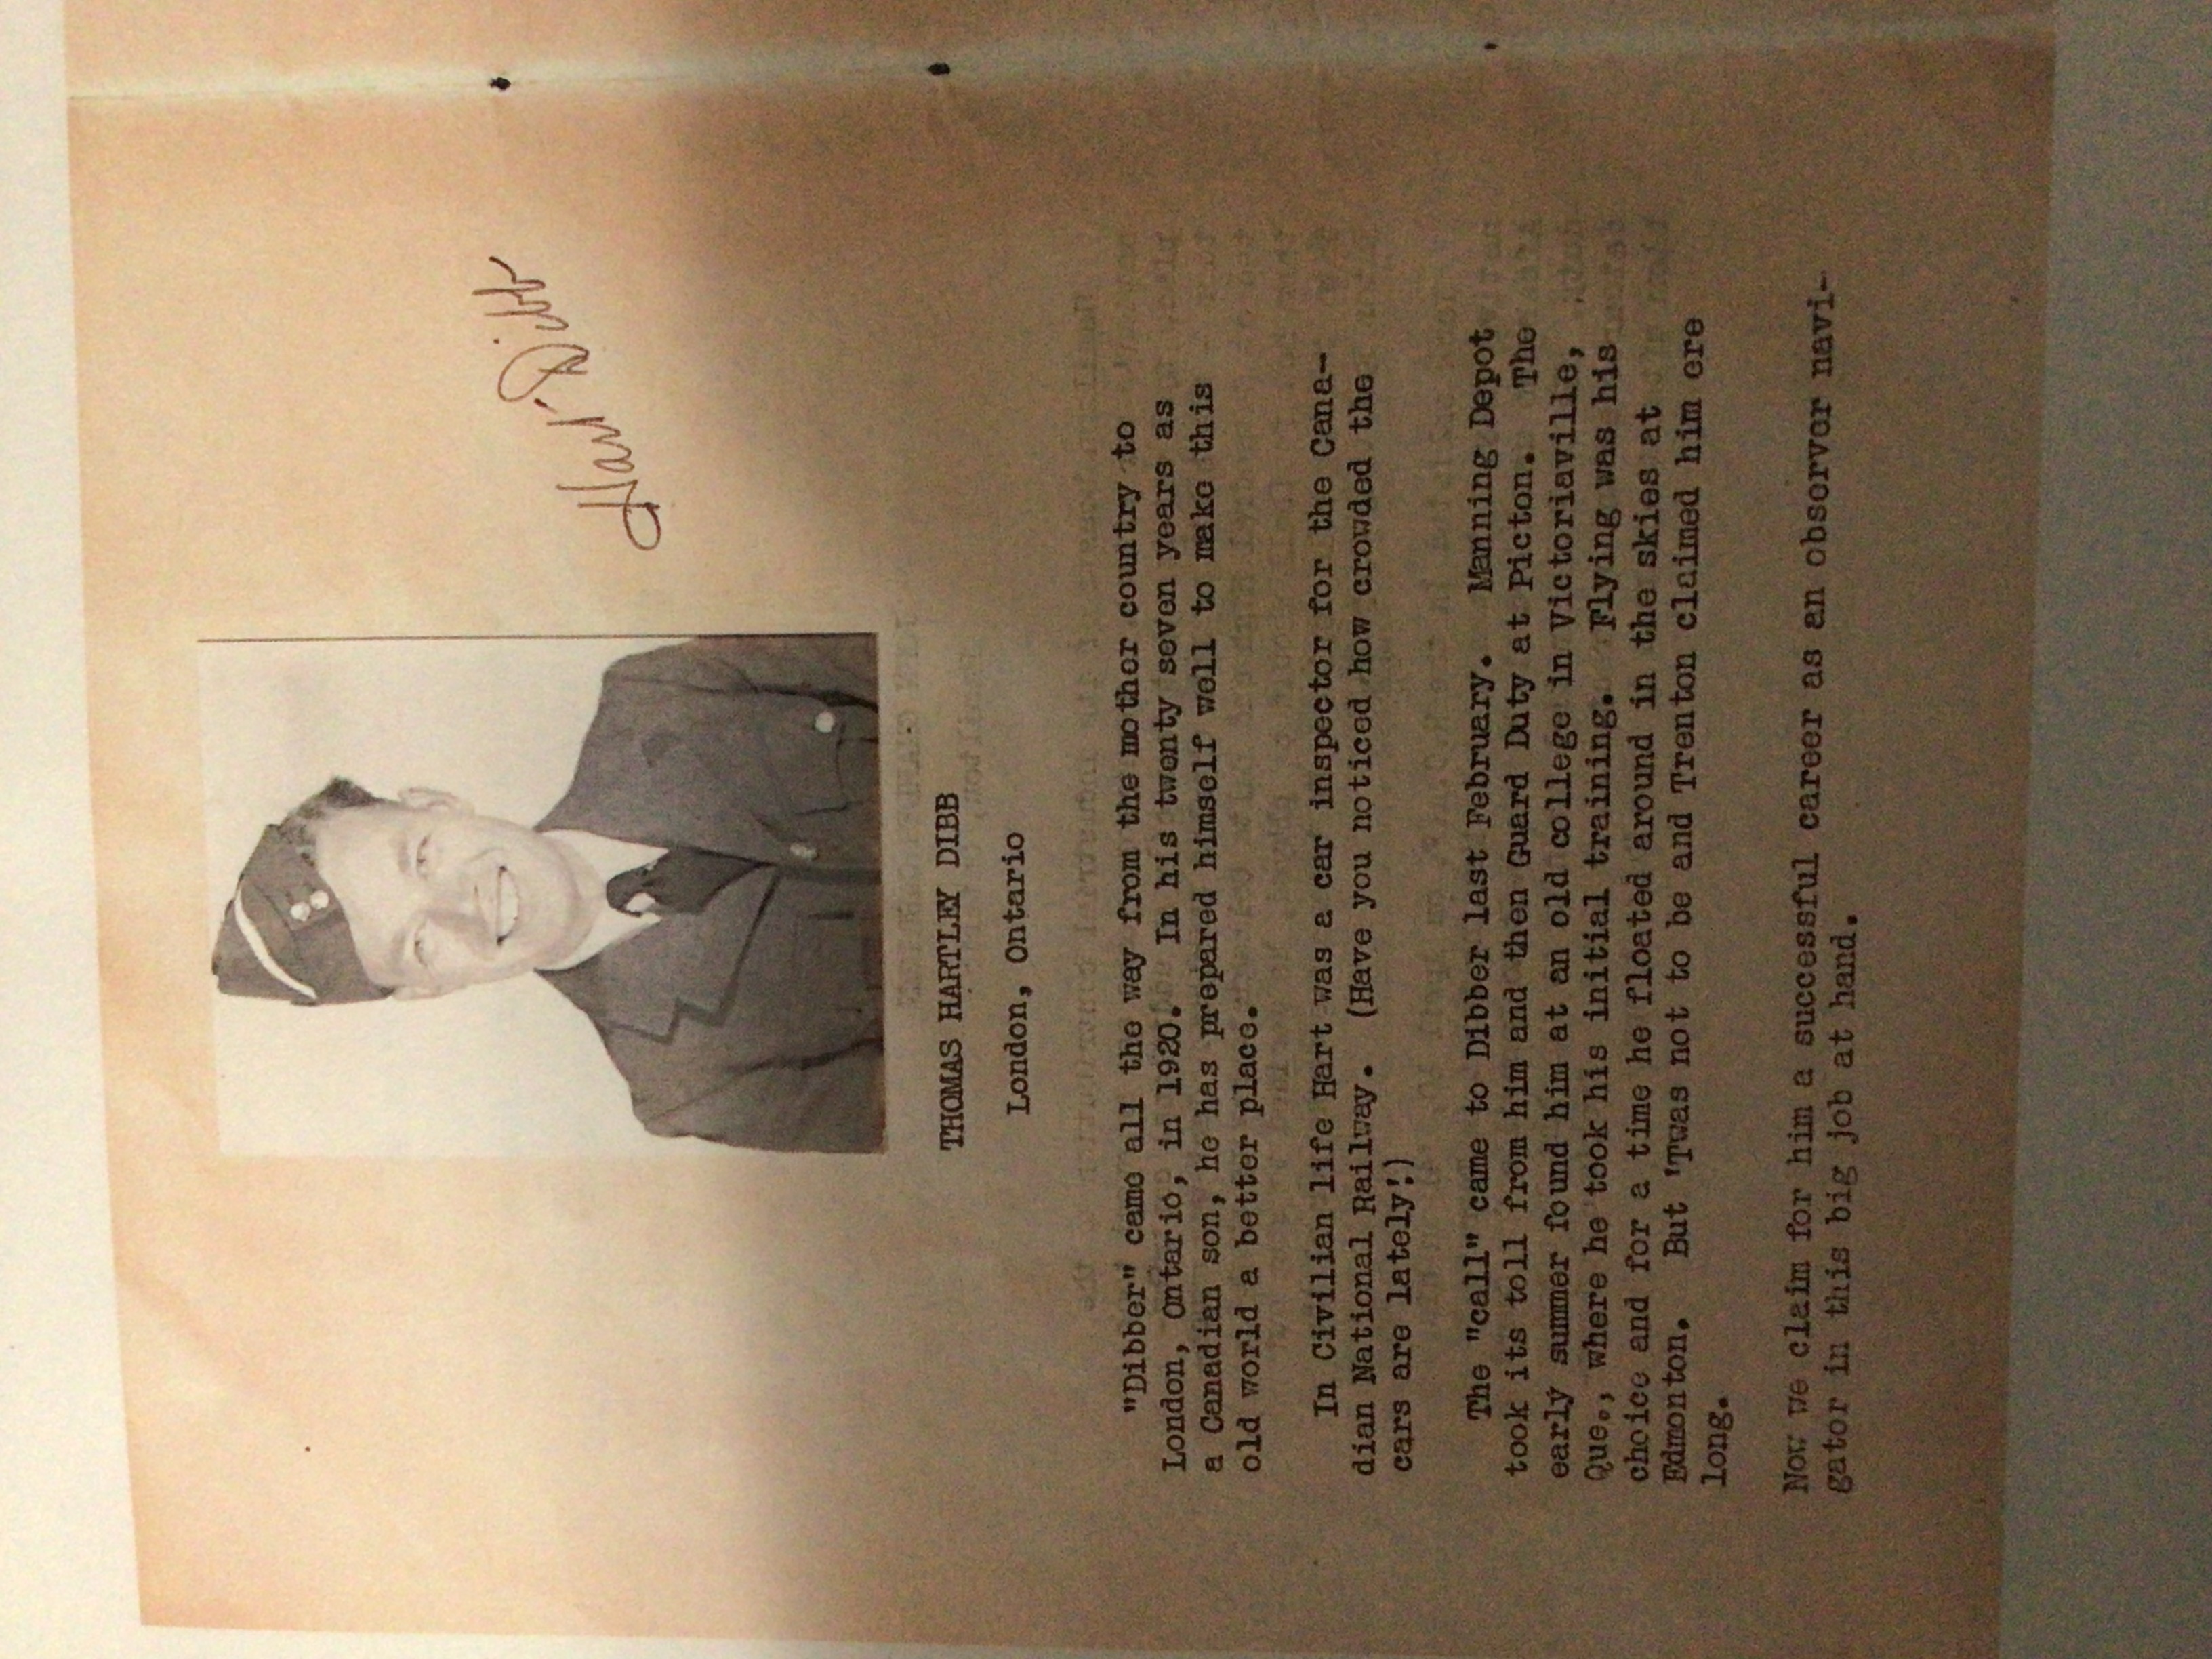 Hart Dibb
THOMAS HARTLEY DIBB
London, Ontario
"Dibber" came all the way from the mother country to
London, Ontario, in 1920. In his twenty seven years as
a Canadian son, he has prepared himself well to make this
old world a better place.
In Civilian life Hart was a car inspector for the Cana-
dian National Railway. (Have you noticed how crowded the
cars are lately!)
The "call" came to Dibber last February. Manning Depot
took its toll from him and then Guard Duty at Picton. The
early summer found him at an old college in Victoriaville,
Que., where he took his initial training. Flying was his
choice and for a time he floated around in the skies at
Edmonton. But 'Twas not to be and Trenton claimed him ere
long.
Now we claim for him a successful career as an observer navi-
gator in this big job at hand.